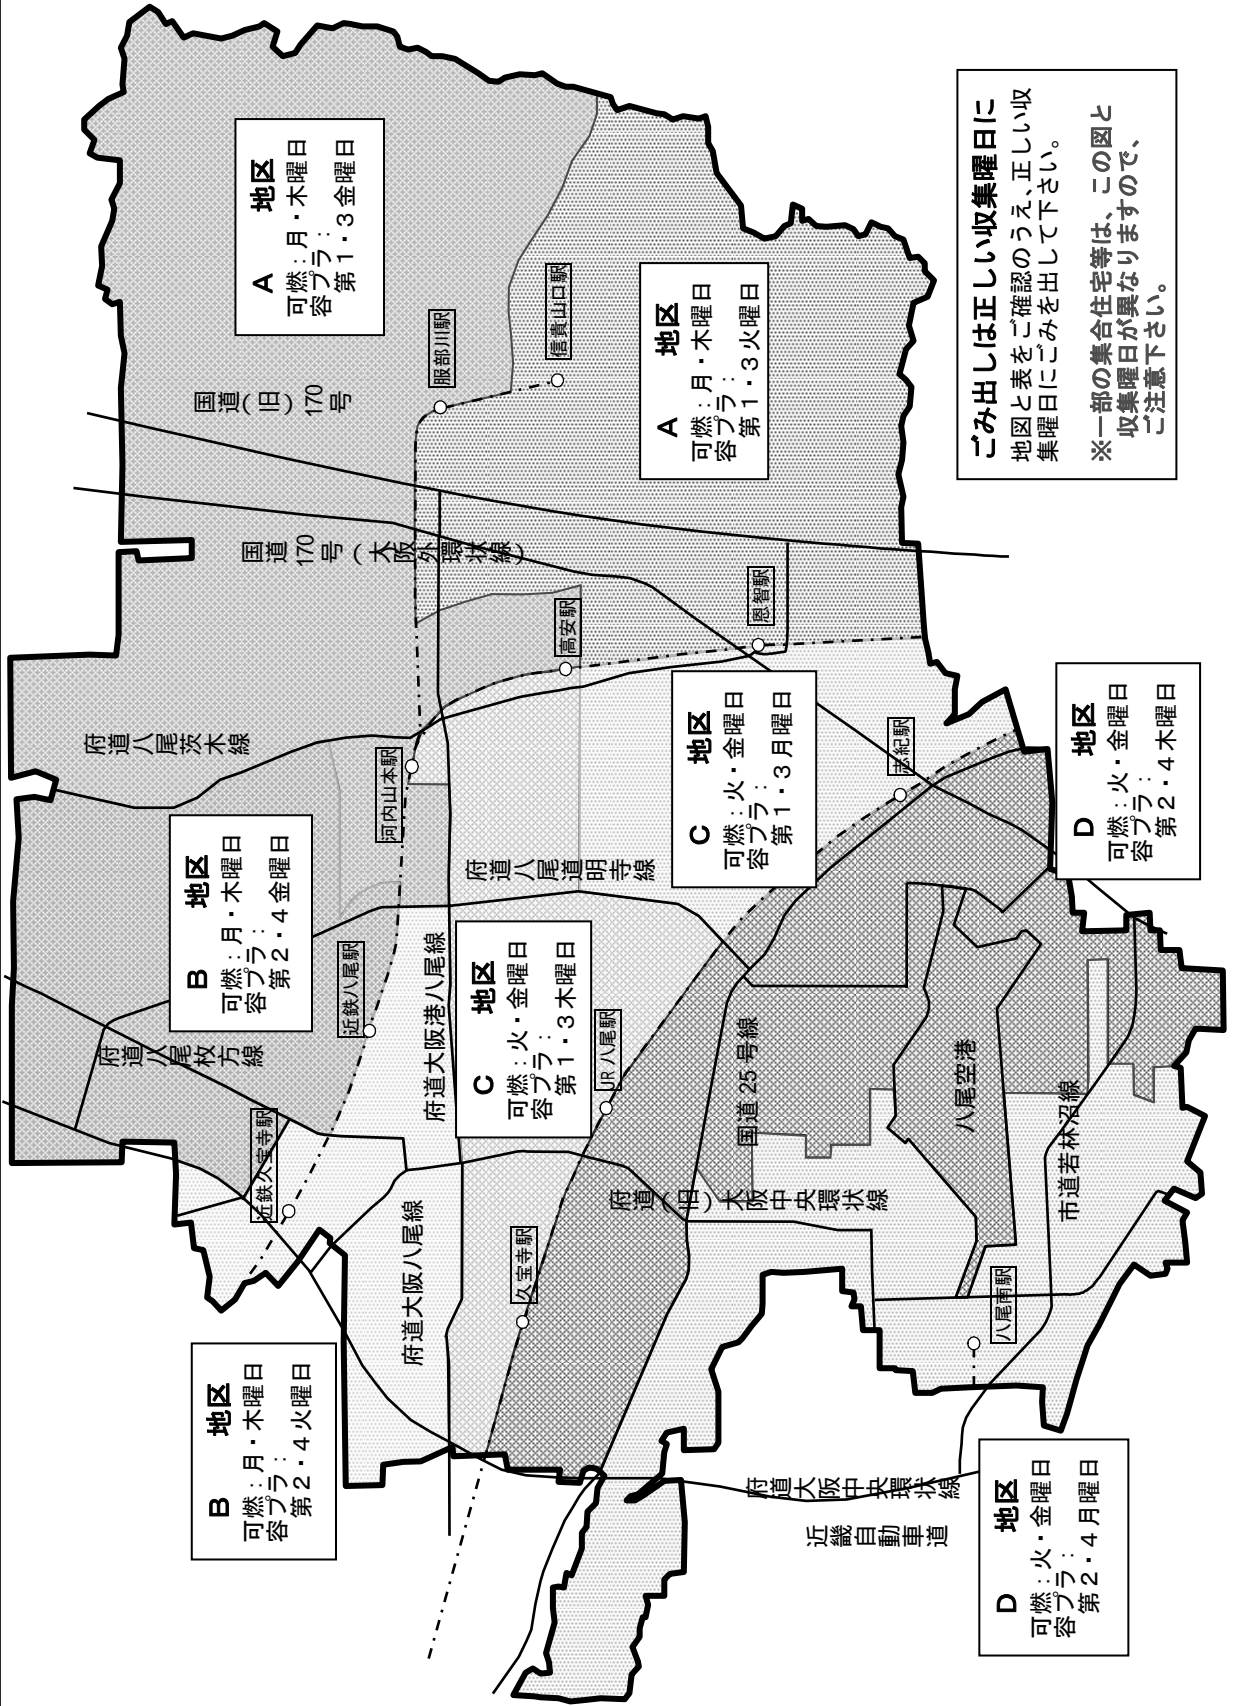 A 地区
可燃：月・木曜日
容プラ：
第１・３金曜日
国道（旧）170号
服部川駅
信貴山口駅
A 地区
可燃：月・木曜日
容プラ：
第１・３火曜日
ごみ出しは正しい収集曜日に
地図と表をご確認のうえ、正しい収
集曜日にごみを出して下さい。
※一部の集合住宅等は、この図と
収集曜日が異なりますので、
ご注意下さい。
国道170号（大阪外環状線）
高安駅
恩智駅
府道八尾茨木線
河内山本駅
志紀駅
B 地区
可燃：月・木曜日
容プラ：
第２・４金曜日
府道八尾道明寺線
C 地区
可燃：火・金曜日
容プラ：
第１・３月曜日
D 地区
可燃：火・金曜日
容プラ：
第２・４木曜日
府道八尾枚方線
近鉄八尾駅
府道大阪港八尾線
C 地区
可燃：火・金曜日
容プラ：
第１・３木曜日
JR八尾駅
国道25号線
八尾空港
市道若林沼線
近鉄久宝寺駅
府道大阪八尾線
久宝寺駅
府道（旧）大阪中央環状線
八尾南駅
B 地区
可燃：月・木曜日
容プラ：
第２・４火曜日
府道大阪中央環状線
近畿自動車道
D 地区
可燃：火・金曜日
容プラ：
第２・４月曜日